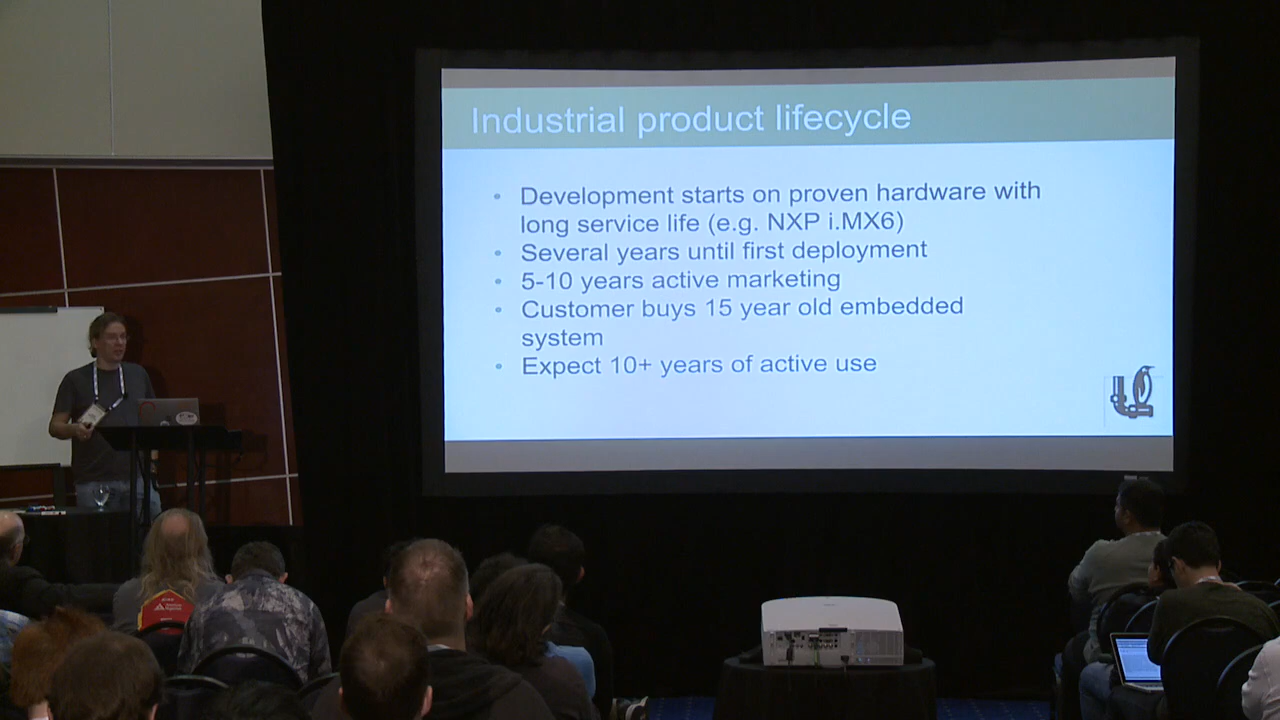 Industrial product lifecycle
• Development starts on proven hardware with
long service life (e.g. NXP i.MX6)
• Several years until first deployment
• 5-10 years active marketing
• Customer buys 15 year old embedded
system
• Expect 10+ years of active use